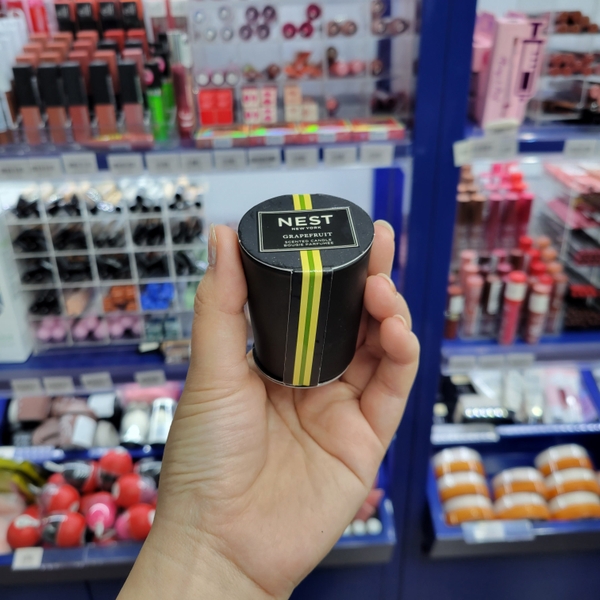 NEST
NEW YORK
GRAPEFRUIT
SCENTED CANDLE
BOUGIE PARFUMÉE